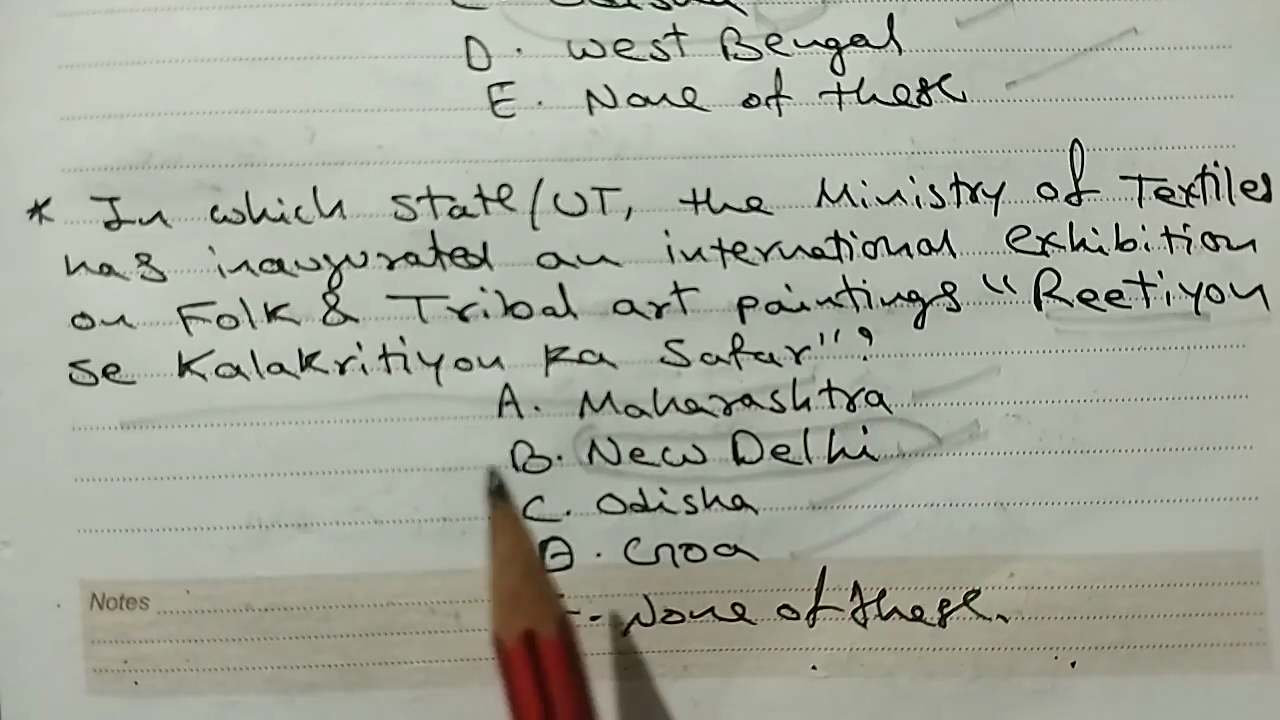 D. West Bengal
E. None of these
* In which state/UT, the Ministry of Textiles
has inaugurated an international exhibition
on Folk & Tribal art paintings "Reetiyon
se Kalakritiyon ka Safar"?
A. Maharashtra
B. New Delhi
C. Odisha
D. Goa
Notes
None of these.